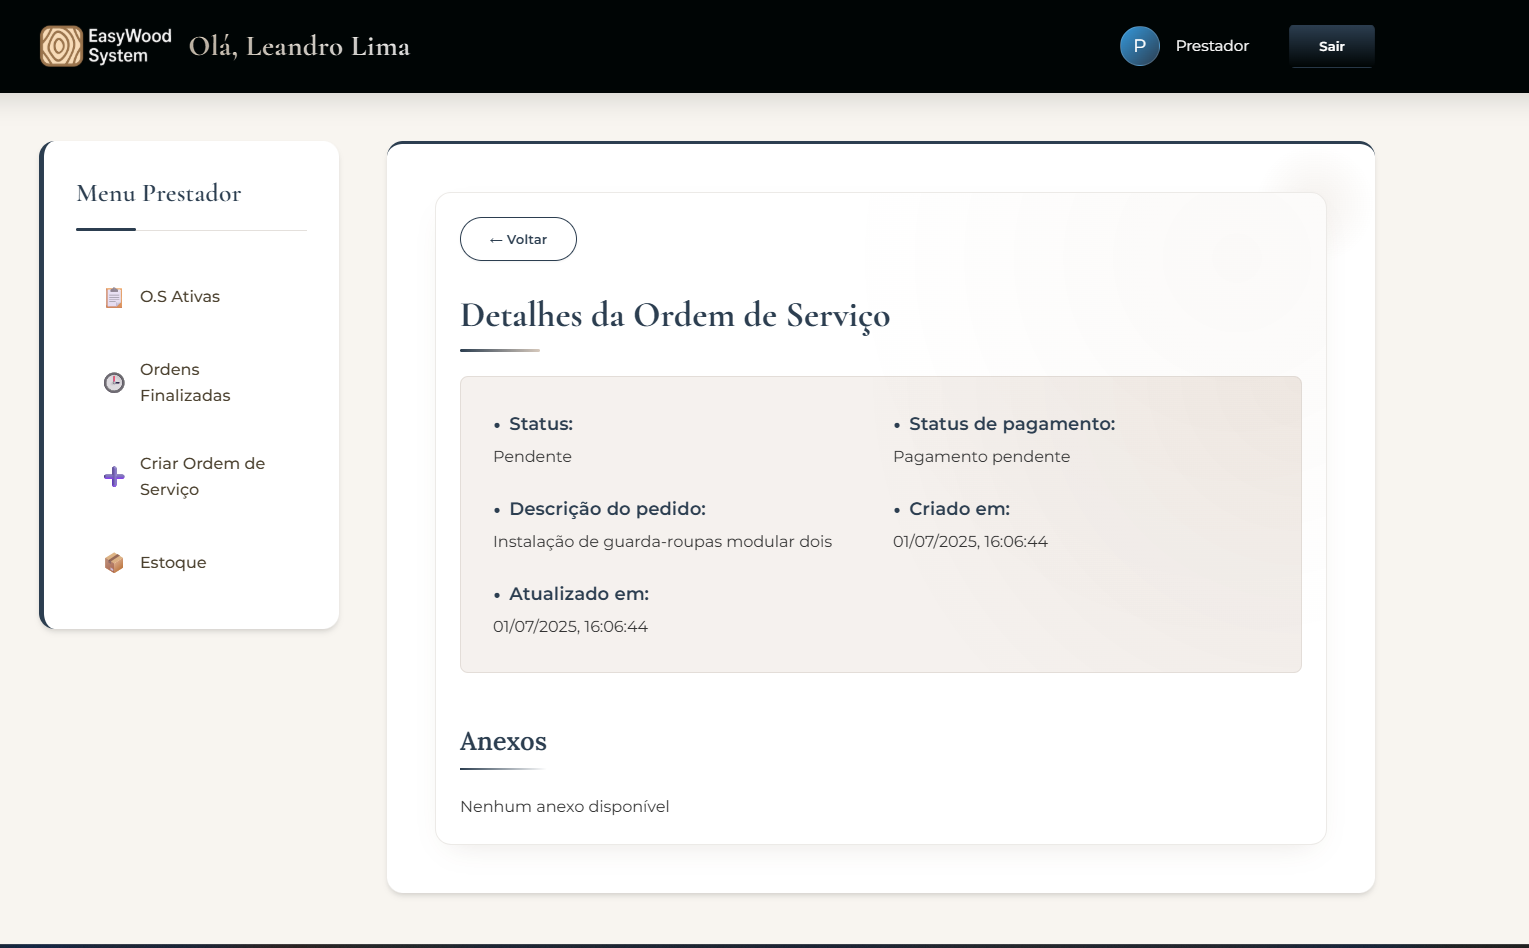 EasyWood
System
Olá, Leandro Lima
P
Prestador
Sair
Menu Prestador
O.S Ativas
Ordens
Finalizadas
Criar Ordem de
Serviço
Estoque
← Voltar
Detalhes da Ordem de Serviço
• Status:
Pendente
• Status de pagamento:
Pagamento pendente
• Descrição do pedido:
Instalação de guarda-roupas modular dois
• Criado em:
01/07/2025, 16:06:44
• Atualizado em:
01/07/2025, 16:06:44
Anexos
Nenhum anexo disponível